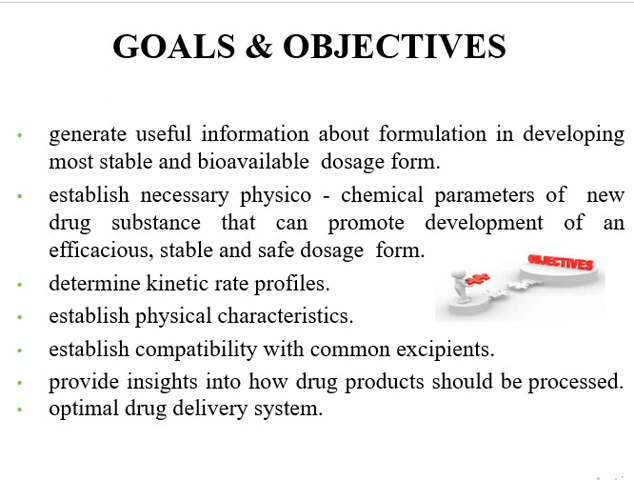 GOALS & OBJECTIVES
• generate useful information about formulation in developing
most stable and bioavailable dosage form.
• establish necessary physico - chemical parameters of new
drug substance that can promote development of an
efficacious, stable and safe dosage form.
OBJECTIVES
• determine kinetic rate profiles.
• establish physical characteristics.
• establish compatibility with common excipients.
• provide insights into how drug products should be processed.
• optimal drug delivery system.